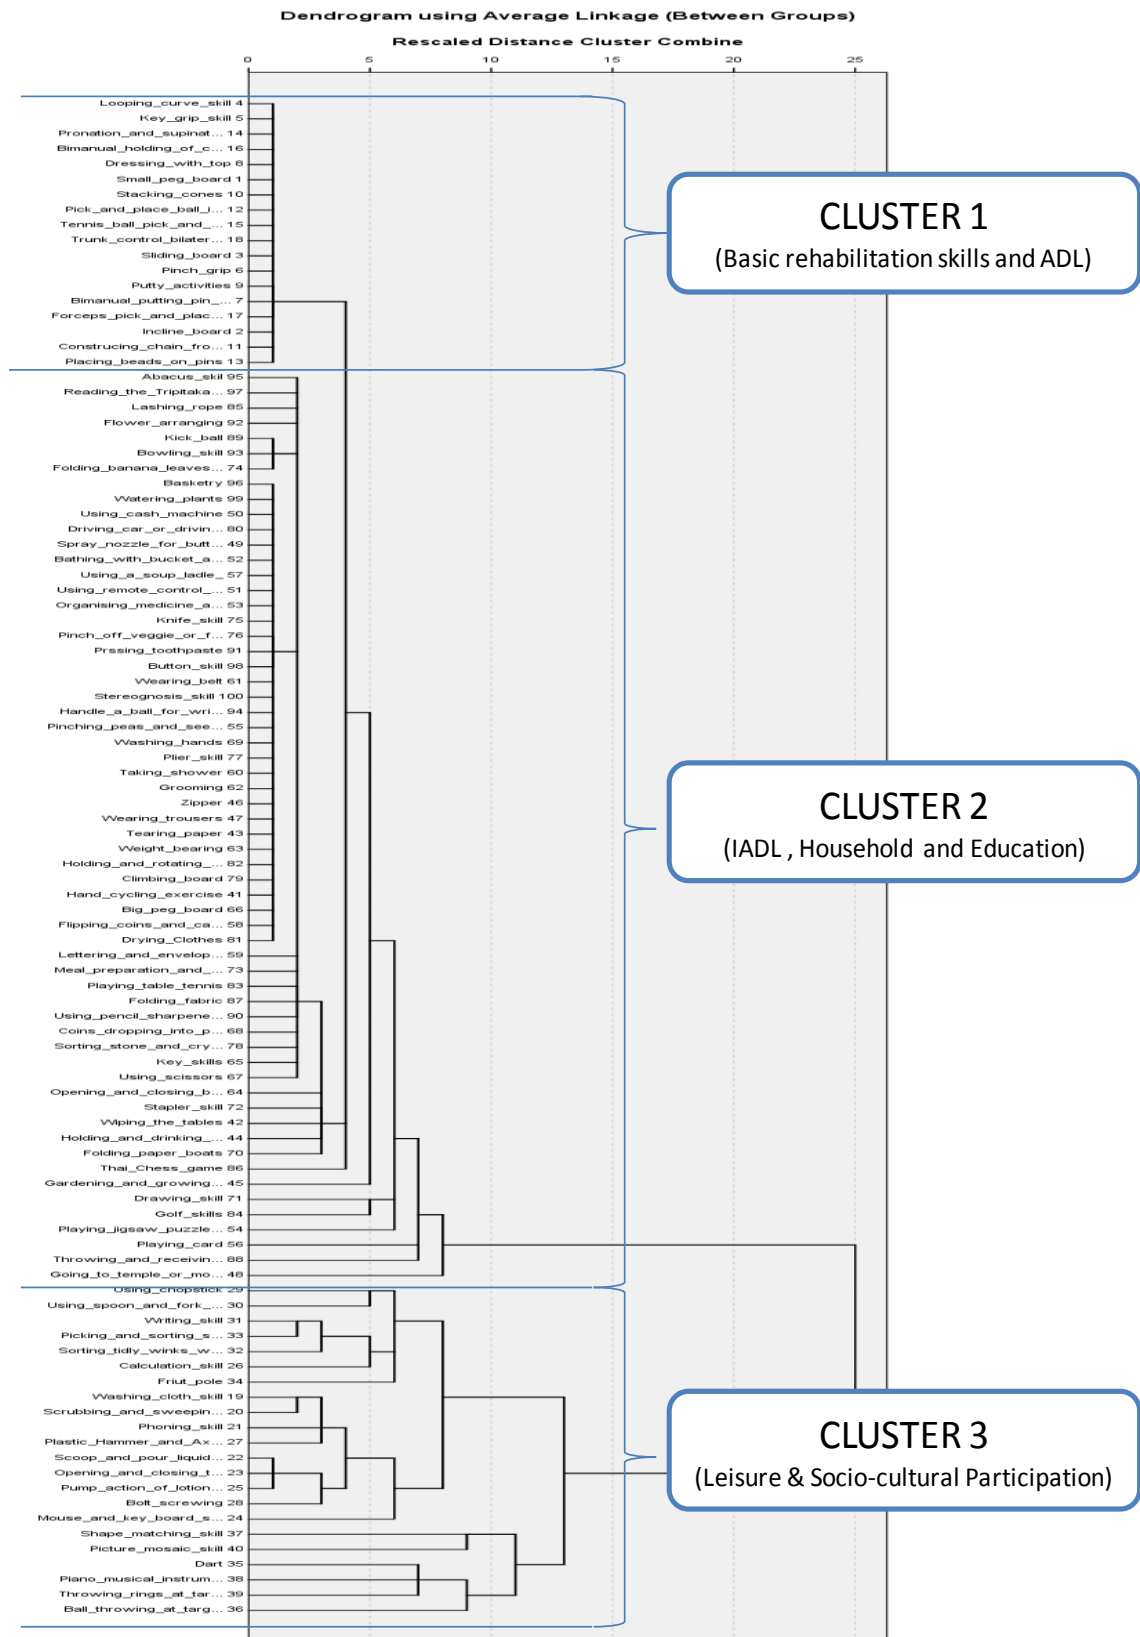 Dendrogram using Average Linkage (Between Groups)
Rescaled Distance Cluster Combine
0 5 10 15 20 25
Looping_curve_skill 4
Key_grip_skill 5
Pronation_and_supinat... 14
Bimanual_holding_of_c... 16
Dressing_with_top 8
Small_peg_board 1
Stacking_cones 10
Pick_and_place_ball_i... 12
Tennis_ball_pick_and_... 15
Trunk_control_bilater... 18
Sliding_board 3
Pinch_grip 6
Putty_activities 9
Bimanual_putting_pin_... 7
Forceps_pick_and_plac... 17
Incline_board 2
Construcing_chain_fro... 11
Placing_beads_on_pins 13
CLUSTER 1
(Basic rehabilitation skills and ADL)
Abacus_skil 95
Reading_the_Tripitaka... 97
Lashing_rope 85
Flower_arranging 92
Kick_ball 89
Bowling_skill 93
Folding_banana_leaves... 74
Basketry 96
Watering_plants 99
Using_cash_machine 50
Driving_car_or_drivin... 80
Spray_nozzle_for_butt... 49
Bathing_with_bucket_a... 52
Using_a_soup_ladle_ 57
Using_remote_control_... 51
Organising_medicine_a... 53
Knife_skill 75
Pinch_off_veggie_or_f... 76
Prssing_toothpaste 91
Button_skill 98
Wearing_belt 61
Stereognosis_skill 100
Handle_a_ball_for_wri... 94
Pinching_peas_and_see... 55
Washing_hands 69
Plier_skill 77
Taking_shower 60
Grooming 62
Zipper 46
Wearing_trousers 47
Tearing_paper 43
Weight_bearing 63
Holding_and_rotating_... 82
Climbing_board 79
Hand_cycling_exercise 41
Big_peg_board 66
Flipping_coins_and_ca... 58
Drying_Clothes 81
Lettering_and_envelop... 59
Meal_preparation_and_... 73
Playing_table_tennis 83
Folding_fabric 87
Using_pencil_sharpene... 90
Coins_dropping_into_p... 68
Sorting_stone_and_cry... 78
Key_skills 65
Using_scissors 67
Opening_and_closing_b... 64
Stapler_skill 72
Wiping_the_tables 42
Holding_and_drinking_... 44
Folding_paper_boats 70
Thai_Chess_game 86
Gardening_and_growing... 45
Drawing_skill 71
Golf_skills 84
Playing_jigsaw_puzzle... 54
Playing_card 56
Throwing_and_receivin... 88
Going_to_temple_or_mo... 48
CLUSTER 2
(IADL , Household and Education)
Using_chopstick 29
Using_spoon_and_fork_... 30
Writing_skill 31
Picking_and_sorting_s... 33
Sorting_tidly_winks_w... 32
Calculation_skill 26
Friut_pole 34
Washing_cloth_skill 19
Scrubbing_and_sweepin... 20
Phoning_skill 21
Plastic_Hammer_and_Ax... 27
Scoop_and_pour_liquid... 22
Opening_and_closing_t... 23
Pump_action_of_lotion... 25
Bolt_screwing 28
Mouse_and_key_board_s... 24
Shape_matching_skill 37
Picture_mosaic_skill 40
Dart 35
Piano_musical_instrum... 38
Throwing_rings_at_tar... 39
Ball_throwing_at_targ... 36
CLUSTER 3
(Leisure & Socio-cultural Participation)